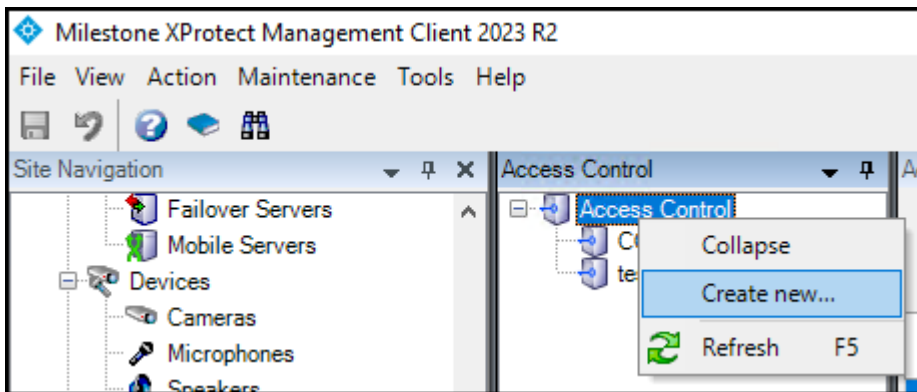 Milestone XProtect Management Client 2023 R2
File View Action Maintenance Tools Help
Site Navigation
Failover Servers
Mobile Servers
Devices
Cameras
Microphones
Speakers
Access Control
Access Control
Collapse
Create new...
Refresh F5